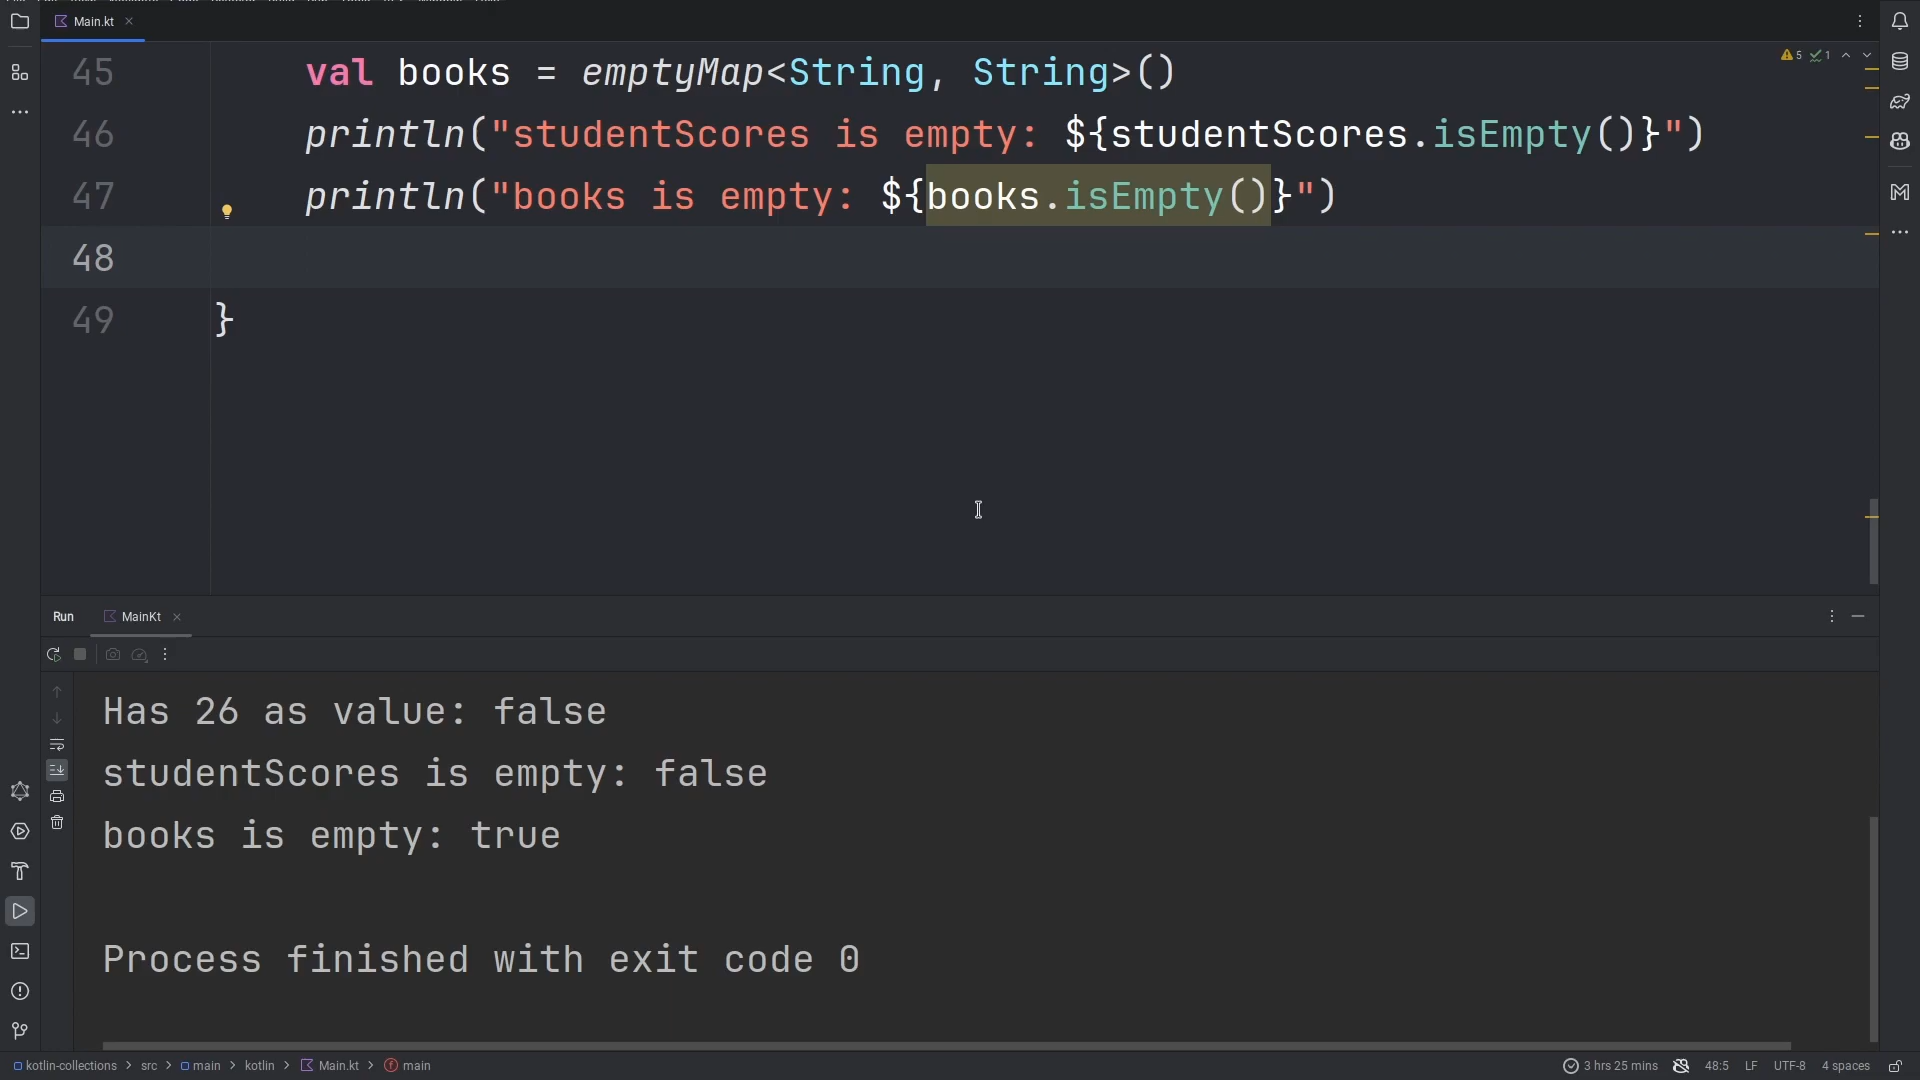 Main.kt
5 1
45 val books = emptyMap<String, String>()
46 println("studentScores is empty: ${studentScores.isEmpty()}")
47 println("books is empty: ${books.isEmpty()}")
48
49 }
Run MainKt
Has 26 as value: false
studentScores is empty: false
books is empty: true
Process finished with exit code 0
kotlin-collections > src > main > kotlin > Main.kt > main 3 hrs 25 mins 48:5 LF UTF-8 4 spaces